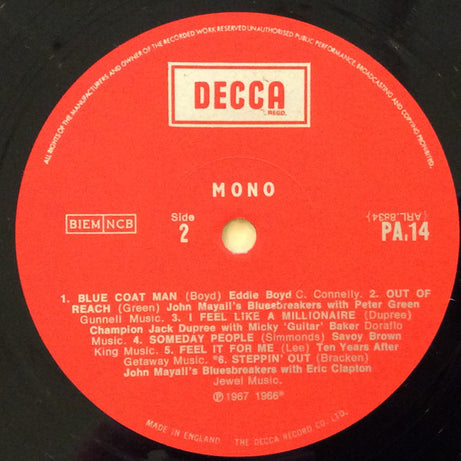 ALL RIGHTS OF THE MANUFACTURERS AND OWNER OF THE RECORDED WORK RESERVED UNAUTHORISED PUBLIC PERFORMANCE, BROADCASTING AND COPYING PROHIBITED.
DECCA
REGD.
MONO
BIEM NCB
Side
2
(ARL.8834)
PA.14
1. BLUE COAT MAN (Boyd) Eddie Boyd C. Connelly. 2. OUT OF
REACH (Green) John Mayall's Bluesbreakers with Peter Green
Gunnell Music. 3. I FEEL LIKE A MILLIONAIRE (Dupree)
Champion Jack Dupree with Micky 'Guitar' Baker Doraflo
Music. 4. SOMEDAY PEOPLE (Simmonds) Savoy Brown
King Music. 5. FEEL IT FOR ME (Lee) Ten Years After
Getaway Music. *6. STEPPIN' OUT (Bracken)
John Mayall's Bluesbreakers with Eric Clapton
Jewel Music.
℗ 1967 1966*
MADE IN ENGLAND. THE DECCA RECORD CO. LTD.